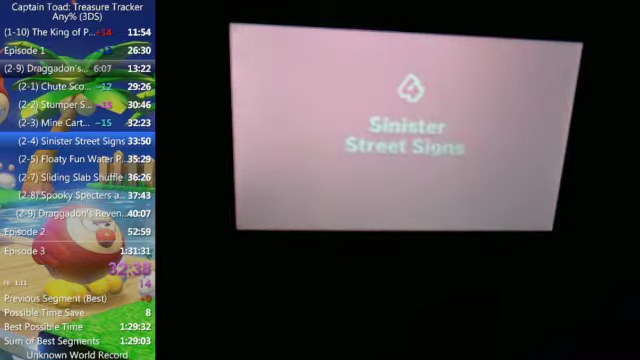 Captain Toad: Treasure Tracker
Any% (3DS)
(1-10) The King of P... +14 11:54
Episode 1 26:30
(2-9) Draggadon's... 6:07 13:22
(2-1) Chute Sco... -12 29:26
(2-2) Stumper S... -15 30:46
(2-3) Mine Cart... -15 32:23
(2-4) Sinister Street Signs 33:50
(2-5) Floaty Fun Water P... 35:29
(2-7) Sliding Slab Shuffle 36:26
(2-8) Spooky Specters a... 37:43
(2-9) Draggadon's Reven... 40:07
Episode 2 52:59
Episode 3 1:31:31
32:38
14
1:11
Previous Segment (Best) +0
Possible Time Save 8
Best Possible Time 1:29:32
Sum of Best Segments 1:29:03
Unknown World Record
Sinister
Street Signs